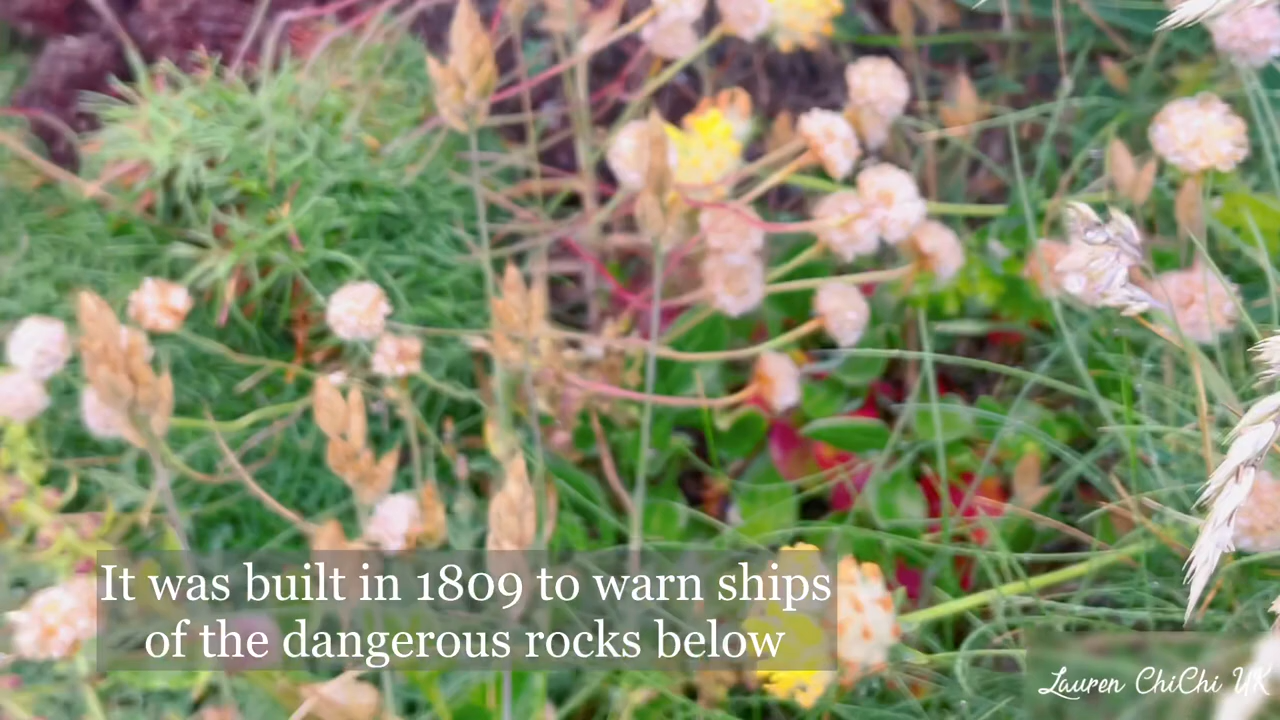 It was built in 1809 to warn ships
of the dangerous rocks below
Lauren ChiChi UK